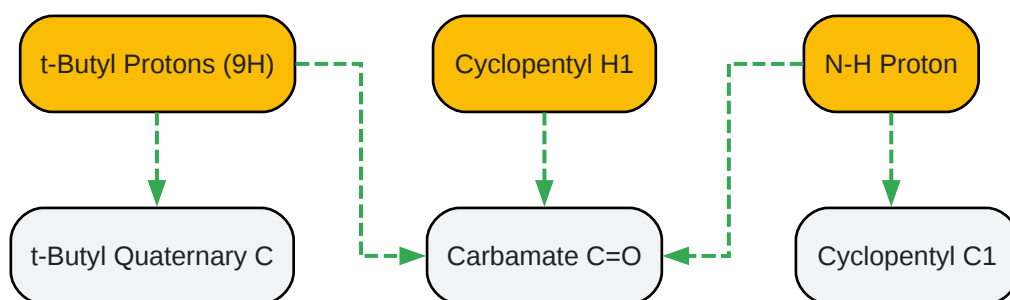 t-Butyl Protons (9H)
Cyclopentyl H1
N-H Proton
t-Butyl Quaternary C
Carbamate C=O
Cyclopentyl C1